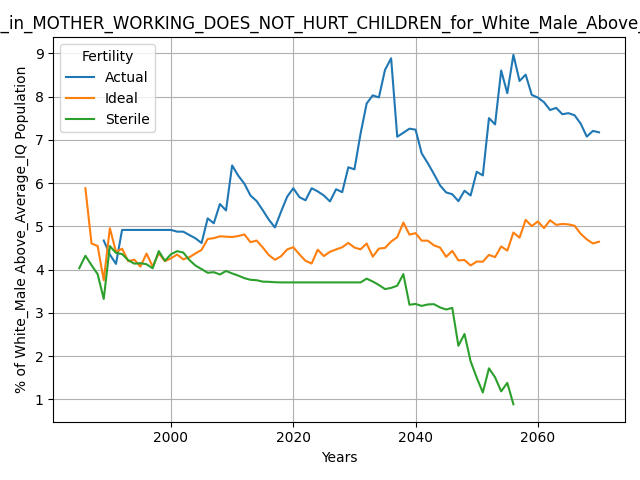 _in_MOTHER_WORKING_DOES_NOT_HURT_CHILDREN_for_White_Male_Above_
Fertility
Actual
Ideal
Sterile
% of White_Male Above_Average_IQ Population
9
8
7
6
5
4
3
2
1
2000 2020 2040 2060
Years